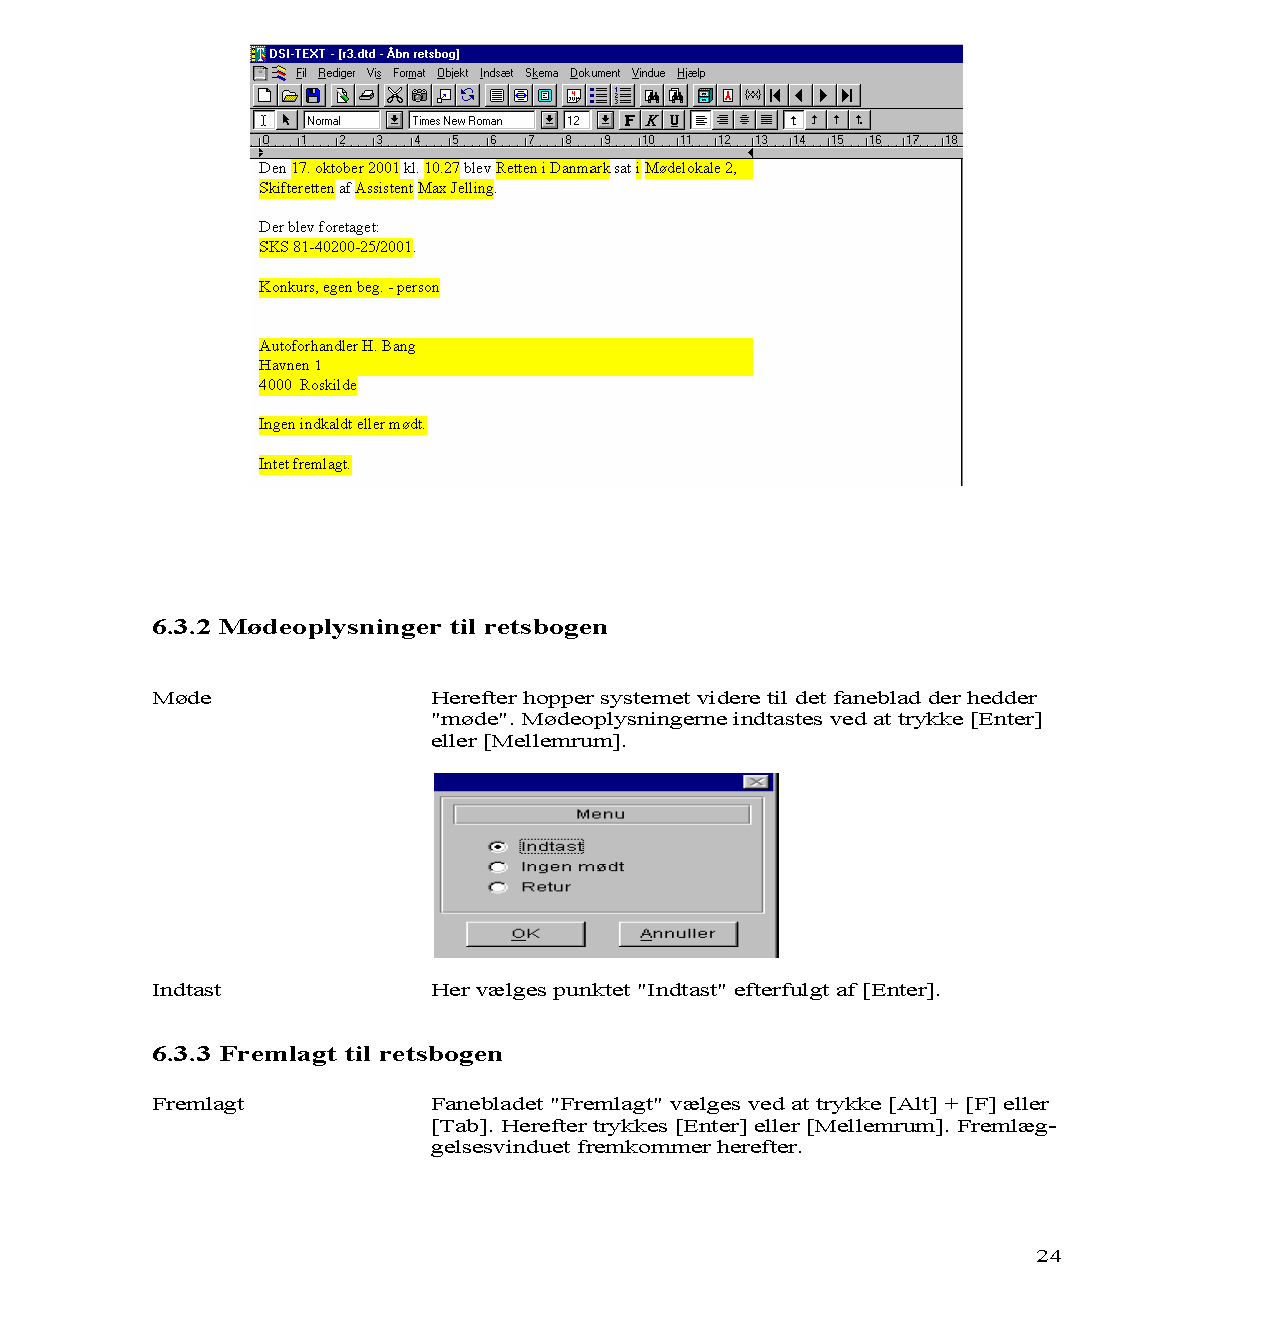 DSI-TEXT - [r3.dtd - Åbn retsbog]
Fil Rediger Vis Format Objekt Indsæt Skema Dokument Vindue Hjælp
Normal Times New Roman 12 F K U
0 1 2 3 4 5 6 7 8 9 10 11 12 13 14 15 16 17 18
Den 17. oktober 2001 kl. 10.27 blev Retten i Danmark sat i Mødelokale 2,
Skifteretten af Assistent Max Jelling.
Der blev foretaget:
SKS 81-40200-25/2001.
Konkurs, egen beg. - person
Autoforhandler H. Bang
Havnen 1
4000 Roskilde
Ingen indkaldt eller mødt.
Intet fremlagt.
6.3.2 Mødeoplysninger til retsbogen
Møde Herefter hopper systemet videre til det faneblad der hedder
"møde". Mødeoplysningerne indtastes ved at trykke [Enter]
eller [Mellemrum].
Menu
Indtast
Ingen mødt
Retur
OK Annuller
Indtast Her vælges punktet "Indtast" efterfulgt af [Enter].
6.3.3 Fremlagt til retsbogen
Fremlagt Fanebladet "Fremlagt" vælges ved at trykke [Alt] + [F] eller
[Tab]. Herefter trykkes [Enter] eller [Mellemrum]. Fremlæg-
gelsesvinduet fremkommer herefter.
24